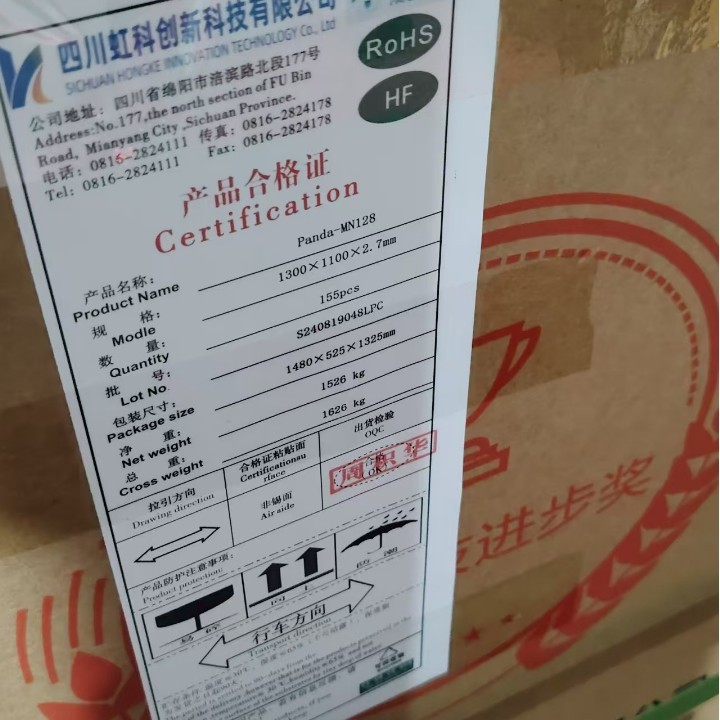 四川虹科创新科技有限公司
SICHUAN HONGKE INNOVATION TECHNOLOGY Co., Ltd
RoHS
HF
公司地址：四川省绵阳市涪滨路北段177号
Address:No.177,the north section of FU Bin
Road, Mianyang City ,Sichuan Province.
电话：0816-2824111 传真：0816-2824178
Tel: 0816-2824111 Fax: 0816-2824178
产品合格证
Certification
产品名称： Panda-MN128
Product Name
规 格： 1300×1100×2.7mm
Modle
数 量： 155pcs
Quantity
批 号： S240819048LPC
Lot No.
包装尺寸： 1480×525×1325mm
Package size
净 重： 1526 kg
Net weight
总 重： 1626 kg
Cross weight
拉引方向
Drawing direction
合格证粘贴面
Certificationsu
rface
非锡面
Air side
出货检验
OQC
合格
OK
产品防护注意事项：
Product protection:
行车方向
Transport direction
进步奖